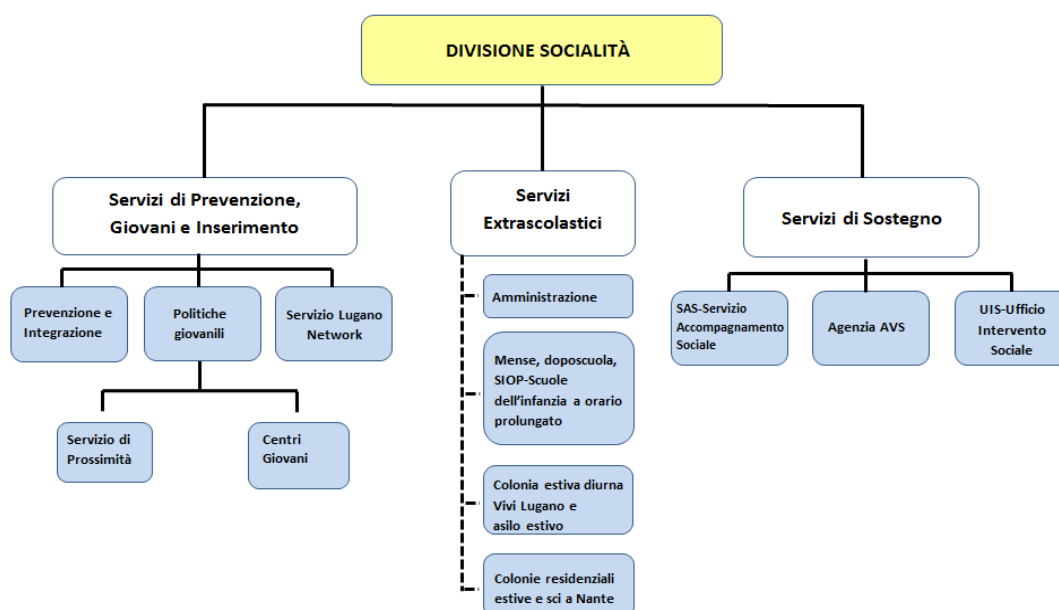 DIVISIONE SOCIALITÀ
Servizi di Prevenzione,
Giovani e Inserimento
Servizi
Extrascolastici
Servizi di Sostegno
Prevenzione e
Integrazione
Politiche
giovanili
Servizio Lugano
Network
Servizio di
Prossimità
Centri
Giovani
Amministrazione
Mense, doposcuola,
SIOP-Scuole
dell'infanzia a orario
prolungato
Colonia estiva diurna
Vivi Lugano e
asilo estivo
Colonie residenziali
estive e sci a Nante
SAS-Servizio
Accompagnamento
Sociale
Agenzia AVS
UIS-Ufficio
Intervento
Sociale